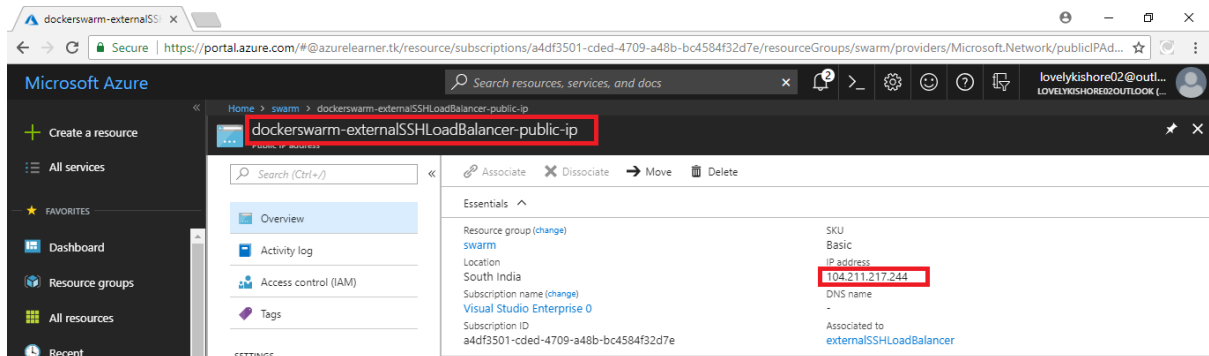 dockerswarm-externalSSH
Secure | https://portal.azure.com/#@azurelearner.tk/resource/subscriptions/a4df3501-cded-4709-a48b-bc4584f32d7e/resourceGroups/swarm/providers/Microsoft.Network/publicIPAd...
Microsoft Azure
Search resources, services, and docs
2
lovelykishore02@outl...
LOVELYKISHORE02OUTLOOK (...
Home > swarm > dockerswarm-externalSSHLoadBalancer-public-ip
Create a resource
dockerswarm-externalSSHLoadBalancer-public-ip
Public IP address
All services
Search (Ctrl+/)
Associate Dissociate Move Delete
FAVORITES
Essentials
Overview
Resource group (change)
SKU
swarm
Basic
Dashboard
Activity log
Location
IP address
South India
104.211.217.244
Resource groups
Access control (IAM)
Subscription name (change)
DNS name
Visual Studio Enterprise 0
-
All resources
Tags
Subscription ID
Associated to
a4df3501-cded-4709-a48b-bc4584f32d7e
externalSSHLoadBalancer
Recent
SETTINGS